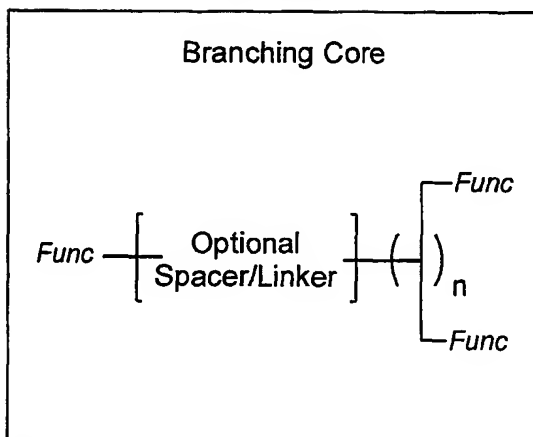 Branching Core
Func
Func
Optional
Spacer/Linker
n
Func